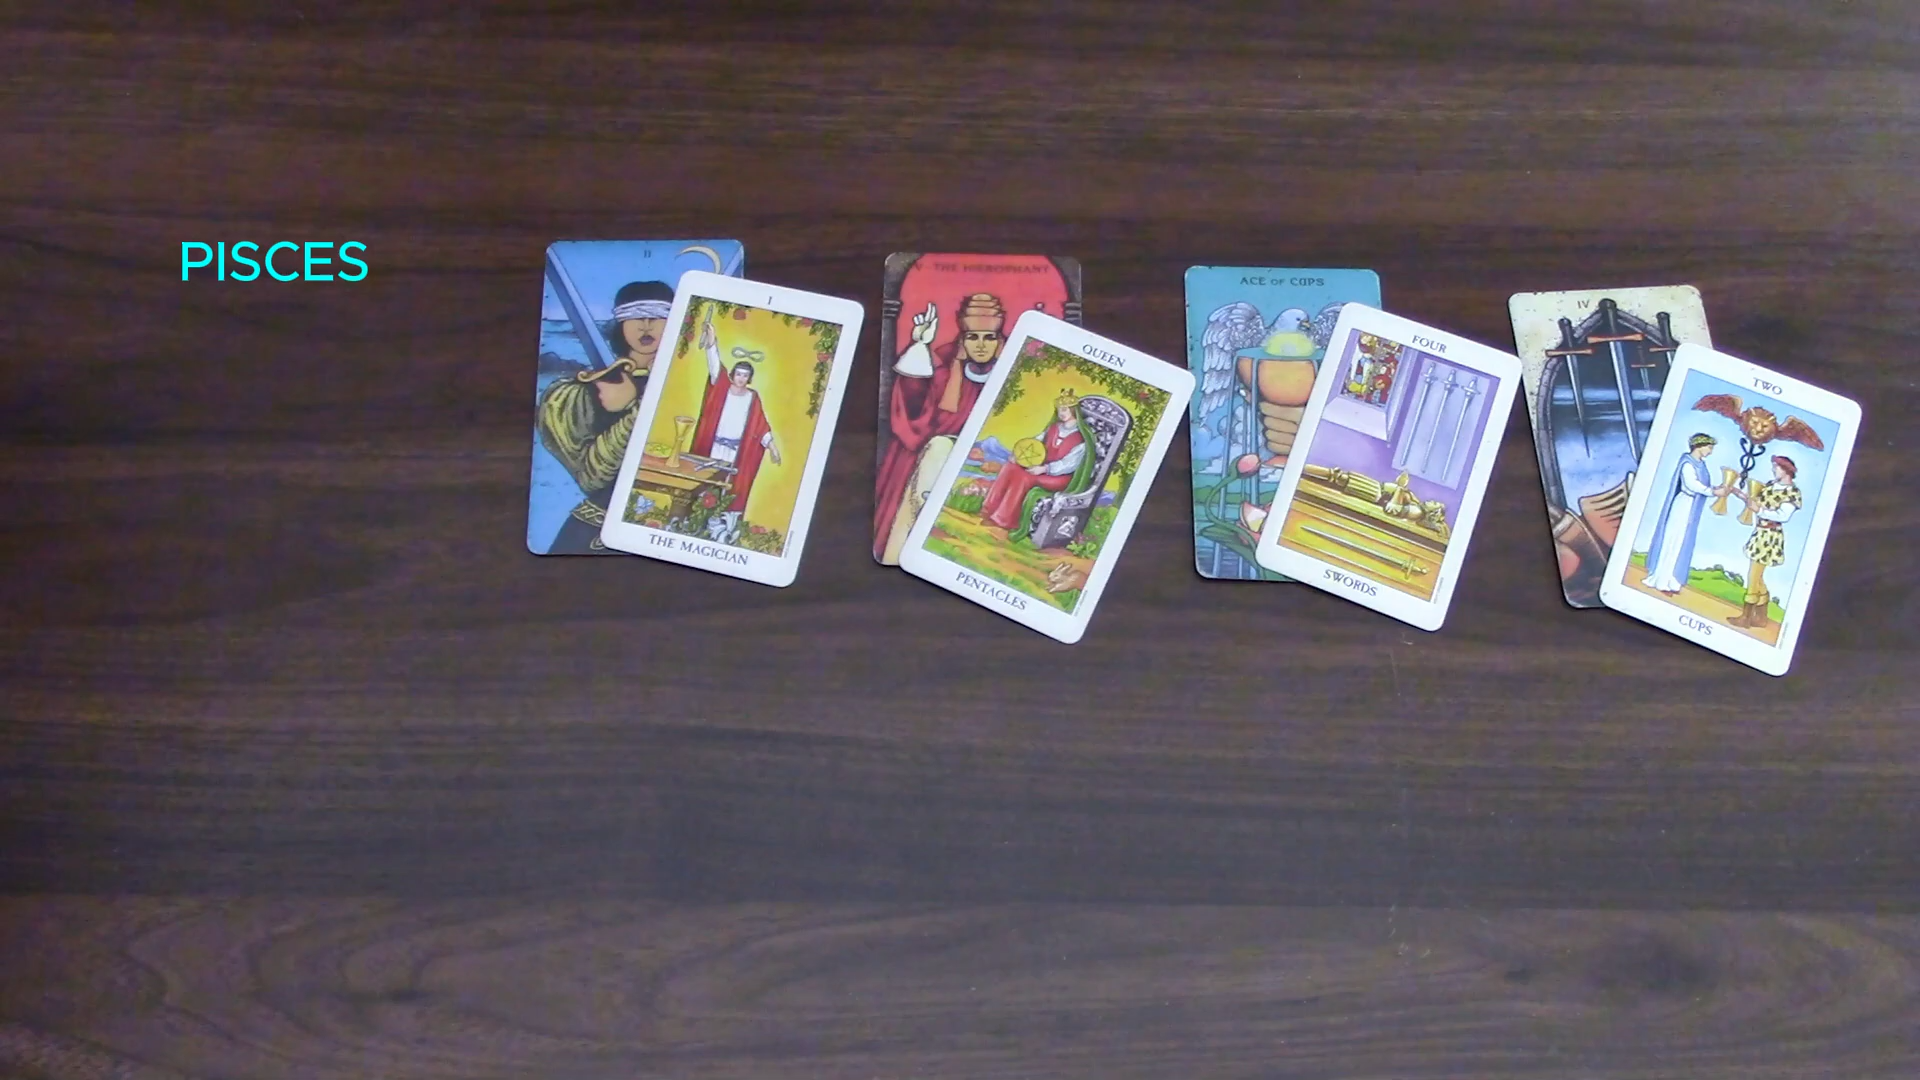 PISCES
II
I
THE MAGICIAN
V - THE HIEROPHANT
QUEEN
PENTACLES
ACE OF CUPS
FOUR
SWORDS
IV
TWO
CUPS